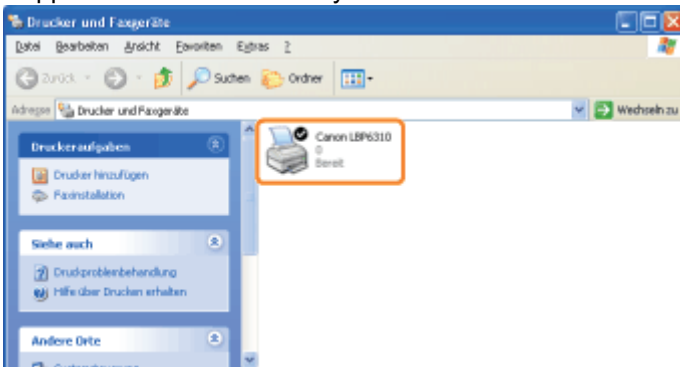 Drucker und Faxgeräte
Datei Bearbeiten Ansicht Favoriten Extras ?
Zurück Suchen Ordner
Adresse Drucker und Faxgeräte Wechseln zu
Druckeraufgaben
Drucker hinzufügen
Faxinstallation
Siehe auch
Druckproblembehandlung
Hilfe über Drucken erhalten
Andere Orte
Canon LBP6310
0
Bereit